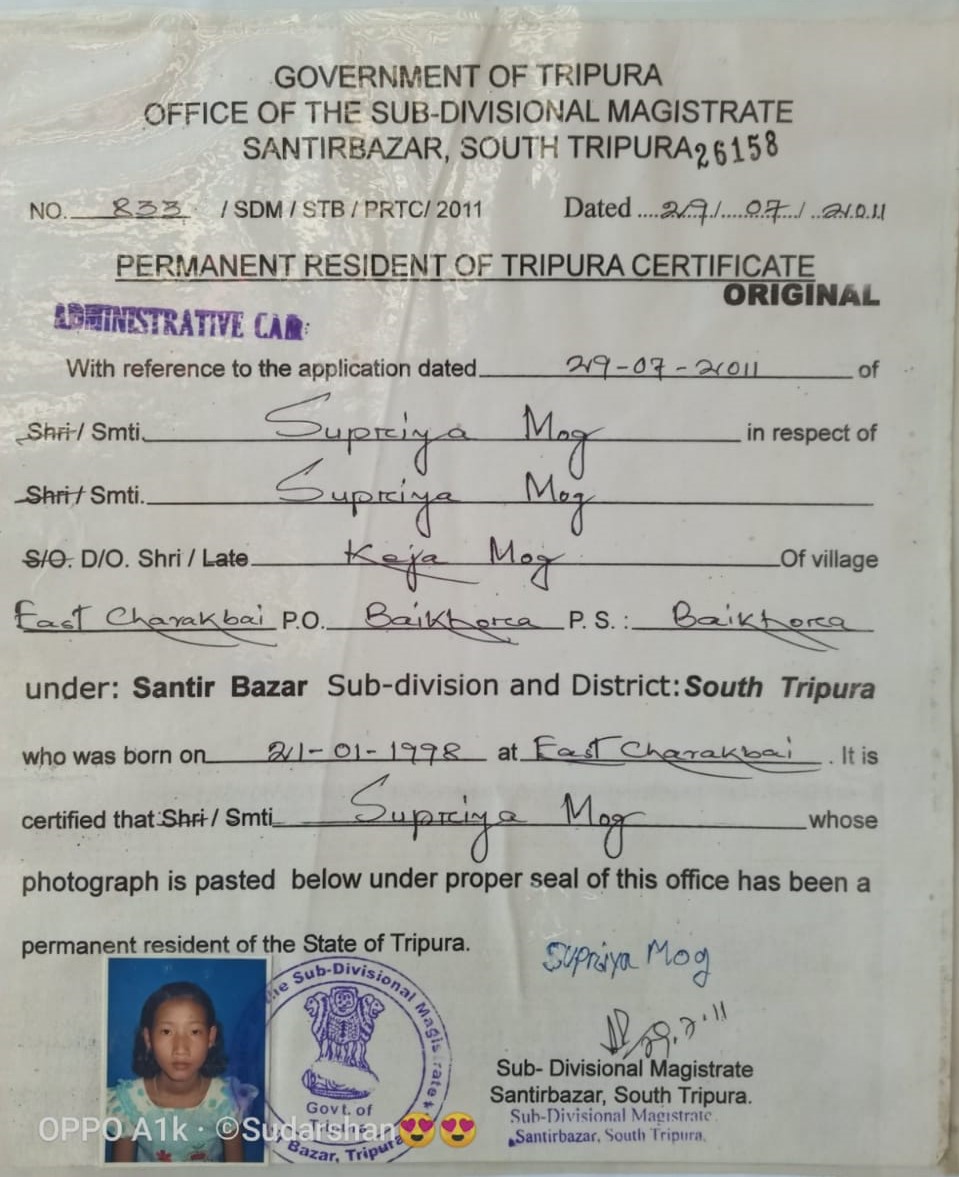 GOVERNMENT OF TRIPURA
OFFICE OF THE SUB-DIVISIONAL MAGISTRATE
SANTIRBAZAR, SOUTH TRIPURA 26158
NO. 833 / SDM / STB / PRTC/ 2011 Dated 29/ 07 / 2011
PERMANENT RESIDENT OF TRIPURA CERTIFICATE
ORIGINAL
ADMINISTRATIVE
With reference to the application dated 29-07-2011 of
Shri / Smti. Supriya Mog in respect of
Shri / Smti. Supriya Mog
S/O. D/O. Shri / Late Keja Mog Of village
East Charakbai P.O. Baikhora P. S. : Baikhora
under: Santir Bazar Sub-division and District: South Tripura
who was born on 21-01-1998 at East Charakbai . It is
certified that Shri / Smti Supriya Mog whose
photograph is pasted below under proper seal of this office has been a
permanent resident of the State of Tripura.
Supriya Mog
29.7.'11
Sub- Divisional Magistrate
Santirbazar, South Tripura.
Sub-Divisional Magistrate
Santirbazar, South Tripura.
the Sub-Divisional Magistrate
Govt. of
Bazar, Tripura
OPPO A1k · ©Sudarshan😍😍